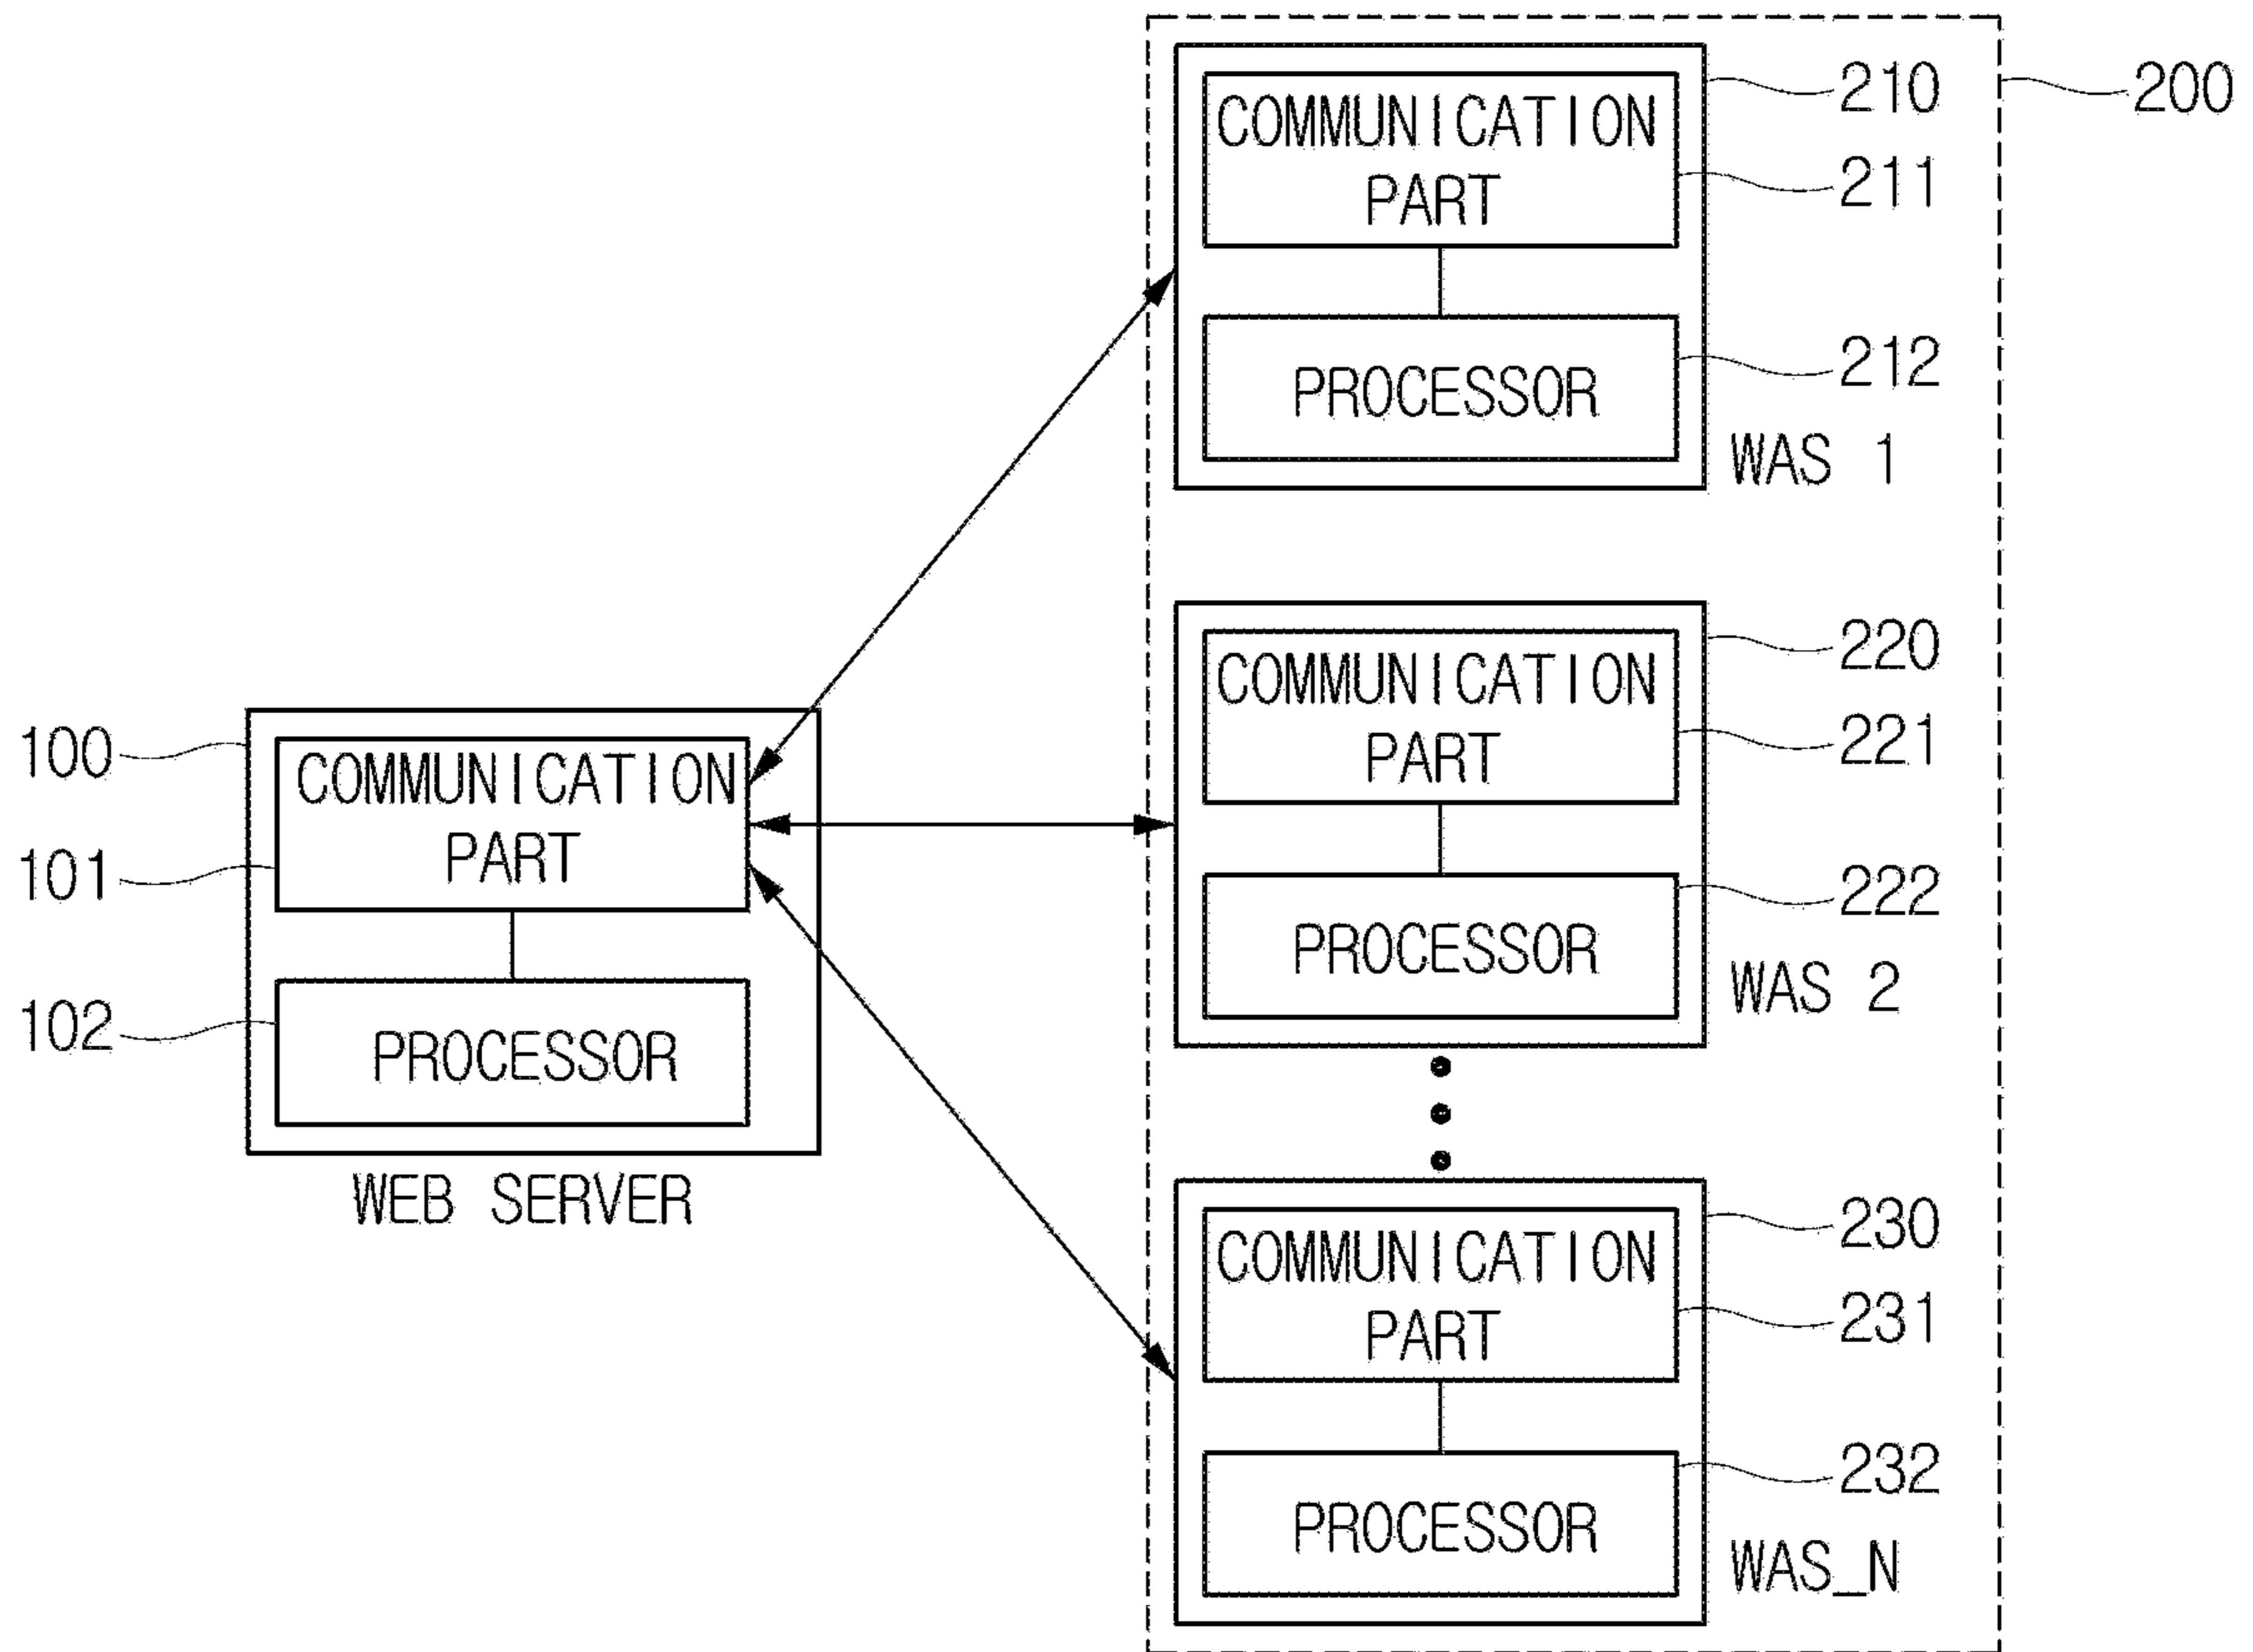 COMMUNICATION
PART
210
200
211
PROCESSOR
212
WAS 1
COMMUNICATION
PART
220
221
PROCESSOR
222
WAS 2
100
COMMUNICATION
PART
101
102
PROCESSOR
WEB SERVER
COMMUNICATION
PART
230
231
PROCESSOR
232
WAS_N